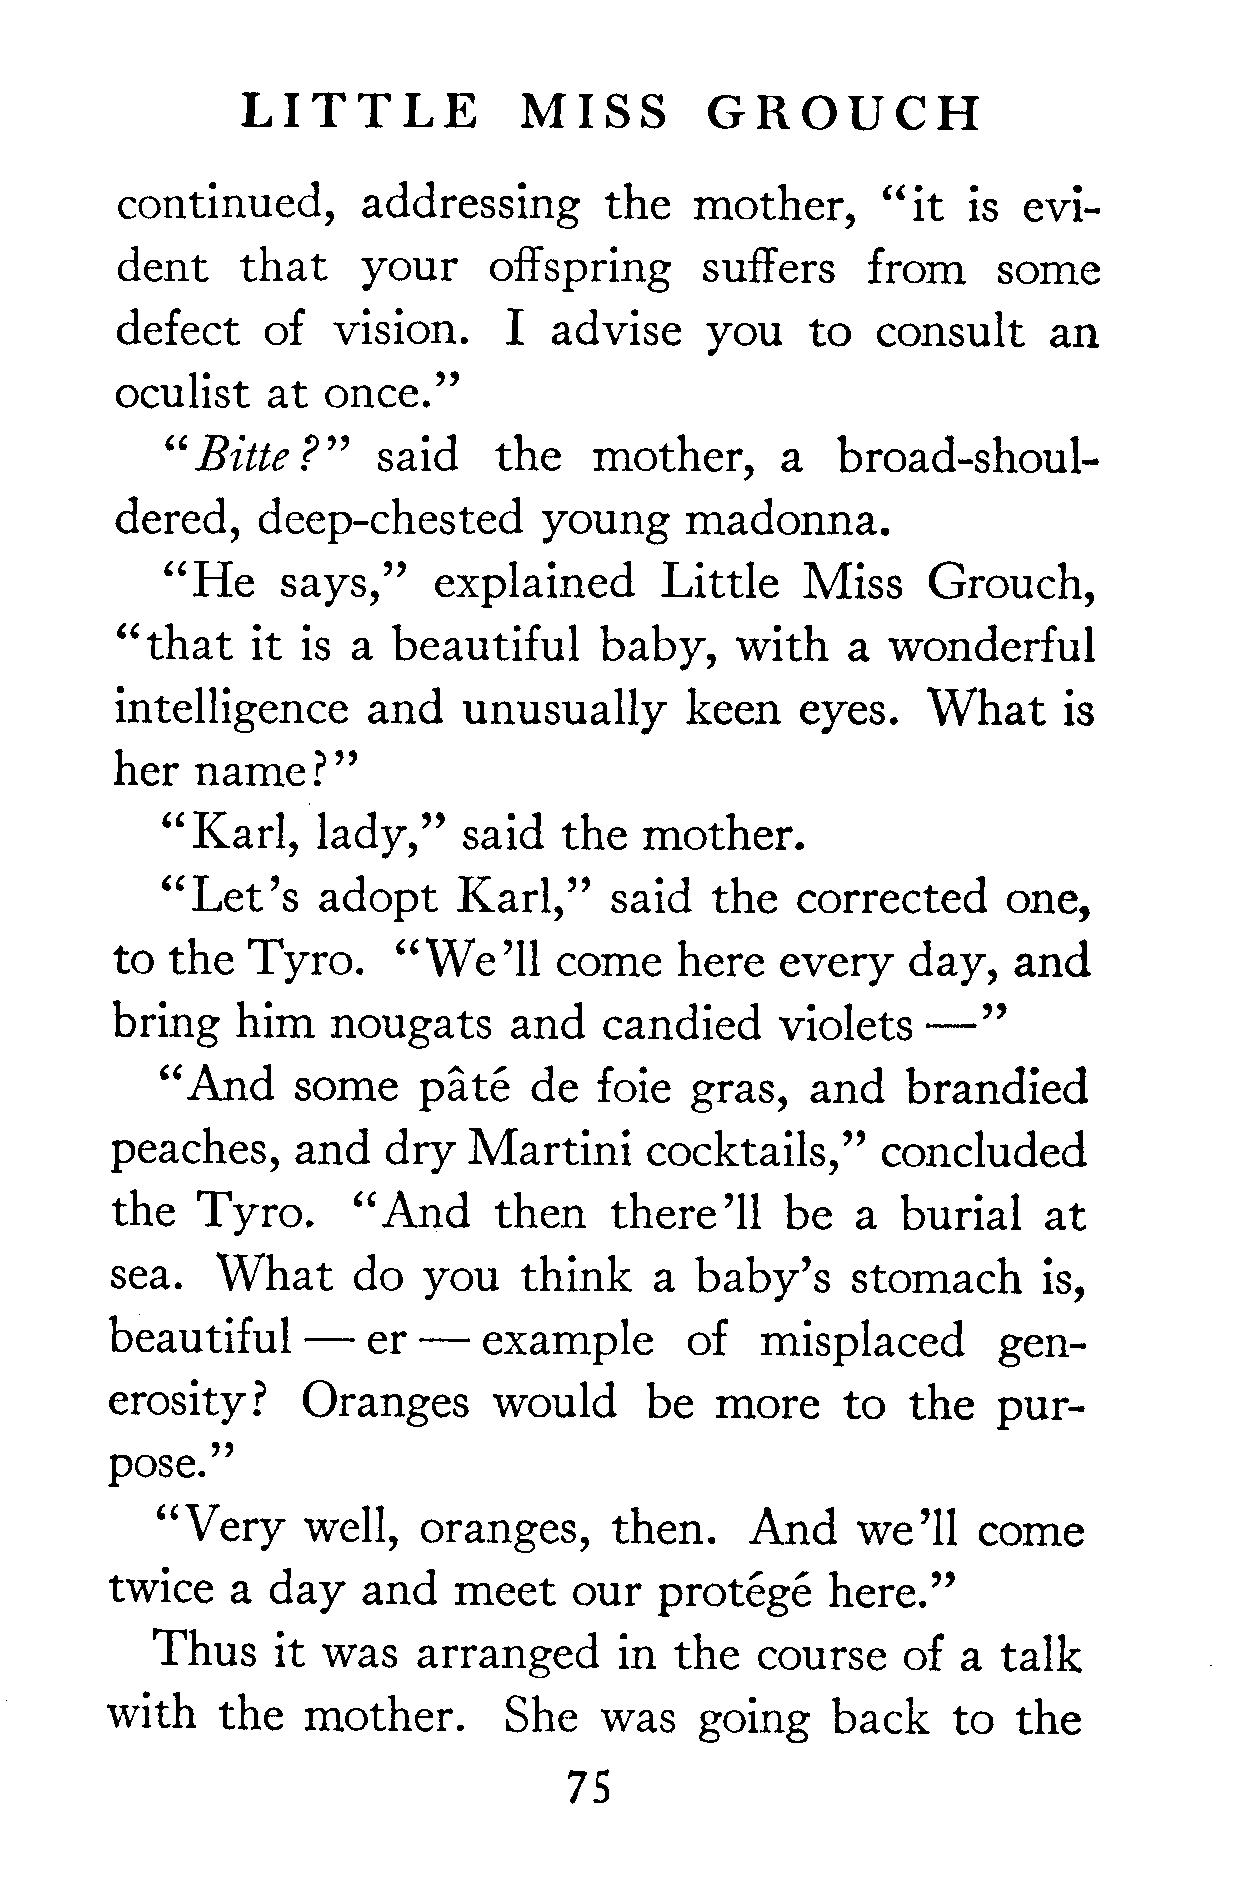 LITTLE MISS GROUCH
continued, addressing the mother, “it is evi-
dent that your offspring suffers from some
defect of vision. I advise you to consult an
oculist at once.”
“Bitte?” said the mother, a broad-shoul-
dered, deep-chested young madonna.
“He says,” explained Little Miss Grouch,
“that it is a beautiful baby, with a wonderful
intelligence and unusually keen eyes. What is
her name?”
“Karl, lady,” said the mother.
“Let’s adopt Karl,” said the corrected one,
to the Tyro. “We’ll come here every day, and
bring him nougats and candied violets —”
“And some pâté de foie gras, and brandied
peaches, and dry Martini cocktails,” concluded
the Tyro. “And then there’ll be a burial at
sea. What do you think a baby’s stomach is,
beautiful — er — example of misplaced gen-
erosity? Oranges would be more to the pur-
pose.”
“Very well, oranges, then. And we’ll come
twice a day and meet our protégé here.”
Thus it was arranged in the course of a talk
with the mother. She was going back to the
75